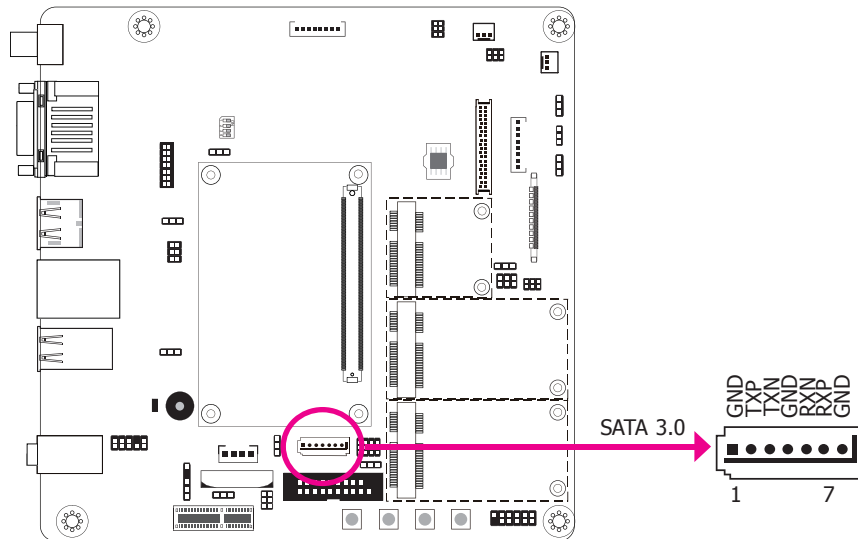 SATA 3.0
GND
TXP
TXN
GND
RXN
RXP
GND
1 7